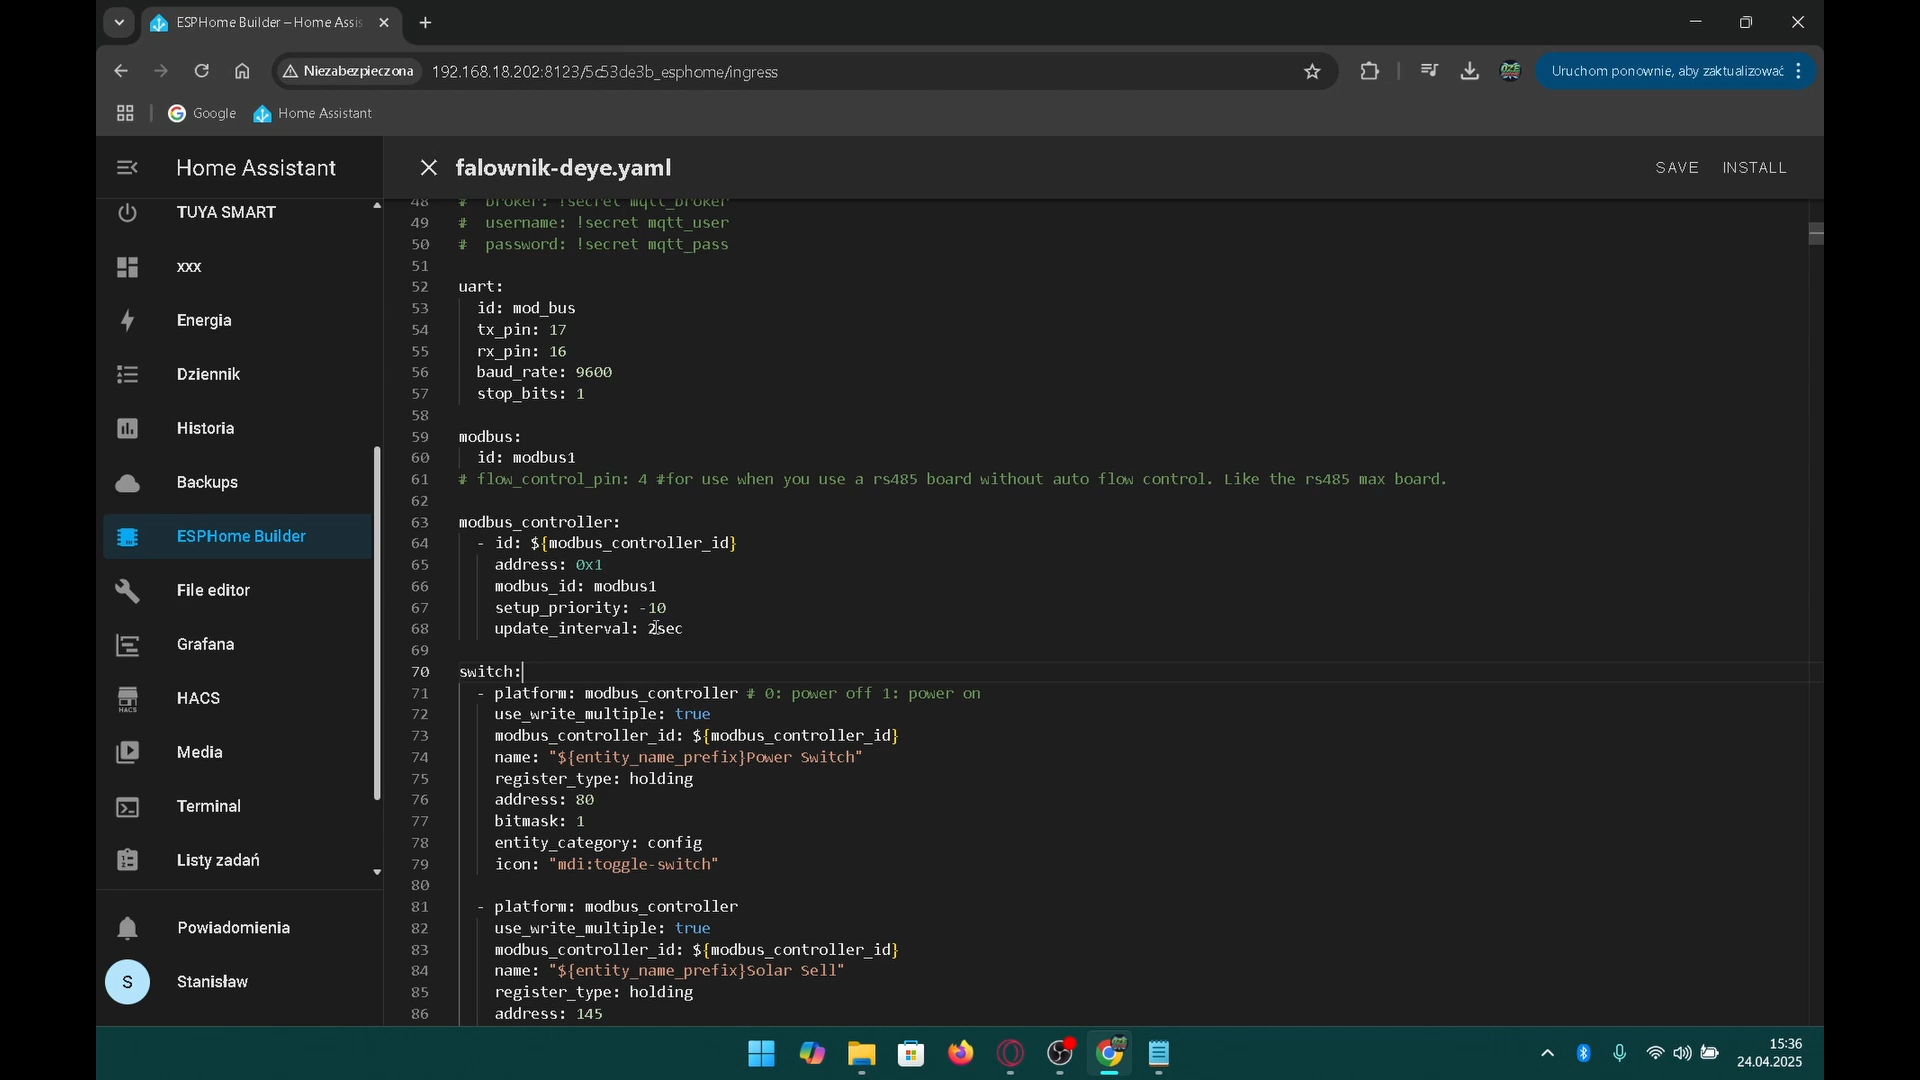 ESPHome Builder – Home Assis
Niezabezpieczona
192.168.18.202:8123/5c53de3b_esphome/ingress
Uruchom ponownie, aby zaktualizować
Google
Home Assistant
Home Assistant
falownik-deye.yaml
SAVE
INSTALL
TUYA SMART
xxx
Energia
Dziennik
Historia
Backups
ESPHome Builder
File editor
Grafana
HACS
HACS
Media
Terminal
Listy zadań
Powiadomienia
S
Stanisław
48 # broker: !secret mqtt_broker
49 # username: !secret mqtt_user
50 # password: !secret mqtt_pass
51
52 uart:
53 id: mod_bus
54 tx_pin: 17
55 rx_pin: 16
56 baud_rate: 9600
57 stop_bits: 1
58
59 modbus:
60 id: modbus1
61 # flow_control_pin: 4 #for use when you use a rs485 board without auto flow control. Like the rs485 max board.
62
63 modbus_controller:
64 - id: ${modbus_controller_id}
65 address: 0x1
66 modbus_id: modbus1
67 setup_priority: -10
68 update_interval: 2sec
69
70 switch:
71 - platform: modbus_controller # 0: power off 1: power on
72 use_write_multiple: true
73 modbus_controller_id: ${modbus_controller_id}
74 name: "${entity_name_prefix}Power Switch"
75 register_type: holding
76 address: 80
77 bitmask: 1
78 entity_category: config
79 icon: "mdi:toggle-switch"
80
81 - platform: modbus_controller
82 use_write_multiple: true
83 modbus_controller_id: ${modbus_controller_id}
84 name: "${entity_name_prefix}Solar Sell"
85 register_type: holding
86 address: 145
15:36
24.04.2025